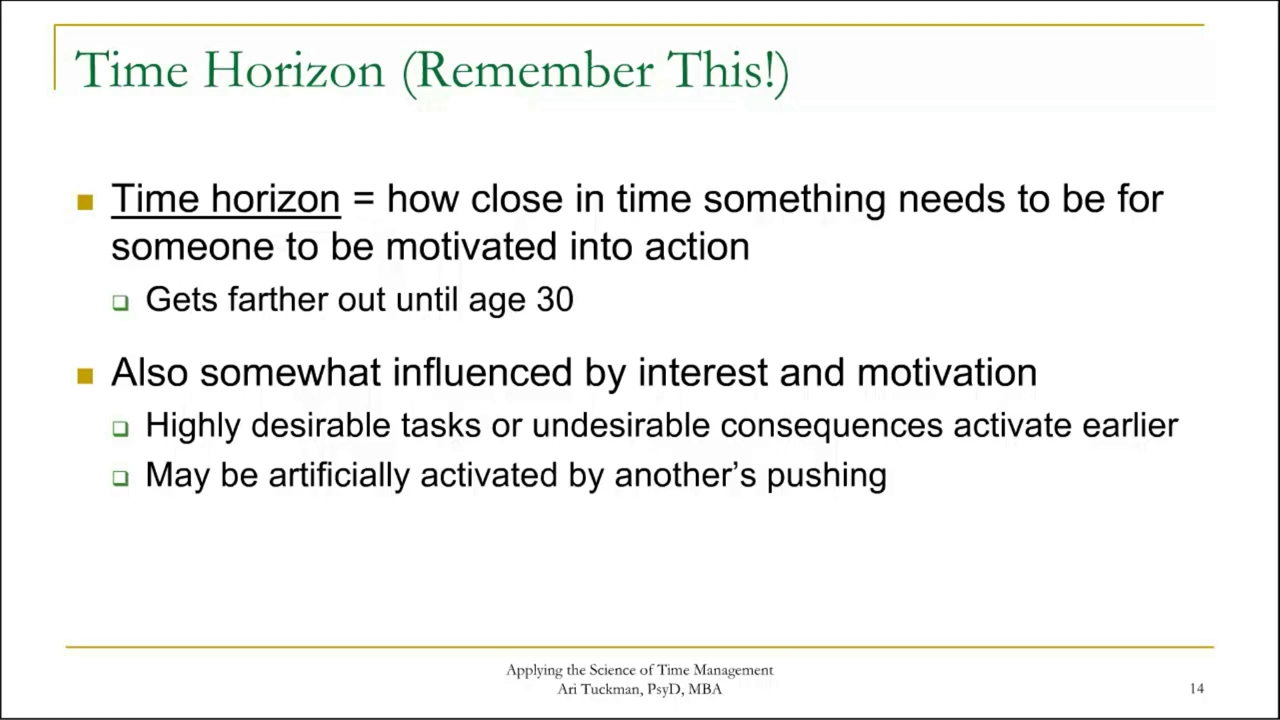 Time Horizon (Remember This!)
Time horizon = how close in time something needs to be for
someone to be motivated into action
Gets farther out until age 30
Also somewhat influenced by interest and motivation
Highly desirable tasks or undesirable consequences activate earlier
May be artificially activated by another’s pushing
Applying the Science of Time Management
Ari Tuckman, PsyD, MBA
14